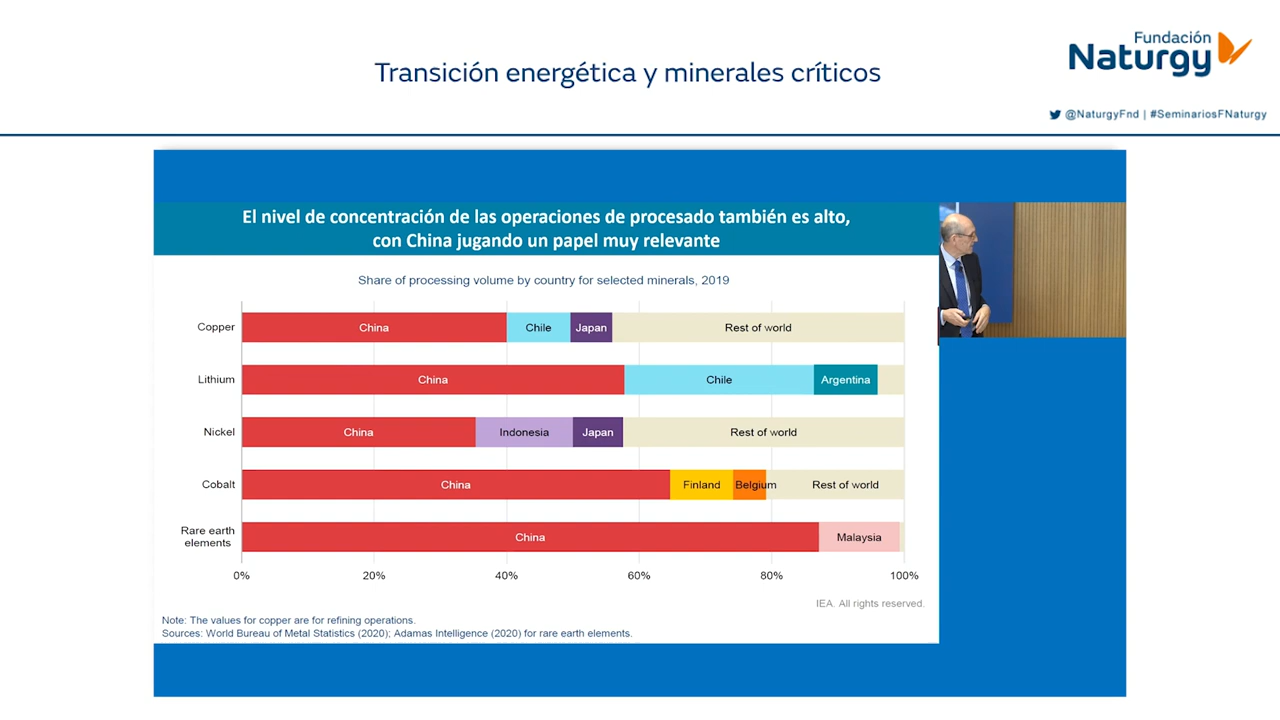 Transición energética y minerales críticos
Fundación
Naturgy
@NaturgyFnd | #SeminariosFNaturgy
El nivel de concentración de las operaciones de procesado también es alto,
con China jugando un papel muy relevante
Share of processing volume by country for selected minerals, 2019
Copper China Chile Japan Rest of world
Lithium China Chile Argentina
Nickel China Indonesia Japan Rest of world
Cobalt China Finland Belgium Rest of world
Rare earth
elements China Malaysia
0% 20% 40% 60% 80% 100%
IEA. All rights reserved.
Note: The values for copper are for refining operations.
Sources: World Bureau of Metal Statistics (2020); Adamas Intelligence (2020) for rare earth elements.